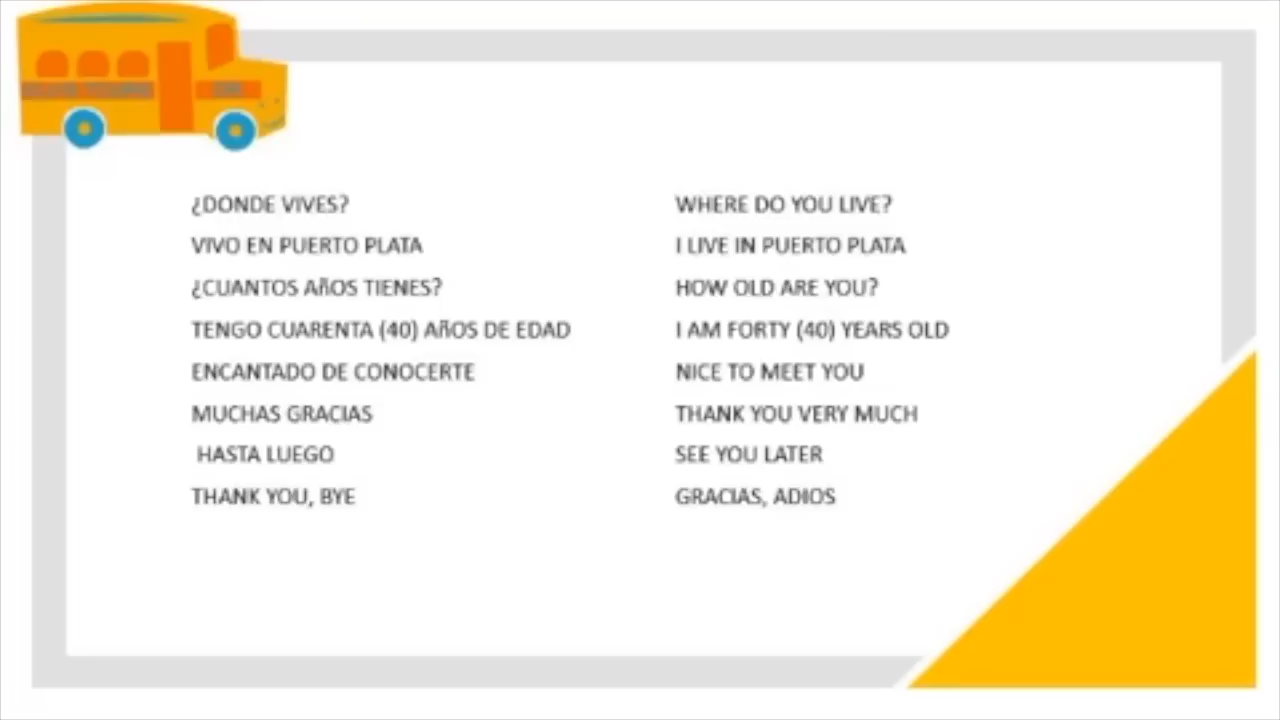 ¿DONDE VIVES? WHERE DO YOU LIVE?
VIVO EN PUERTO PLATA I LIVE IN PUERTO PLATA
¿CUANTOS AñOS TIENES? HOW OLD ARE YOU?
TENGO CUARENTA (40) AñOS DE EDAD I AM FORTY (40) YEARS OLD
ENCANTADO DE CONOCERTE NICE TO MEET YOU
MUCHAS GRACIAS THANK YOU VERY MUCH
HASTA LUEGO SEE YOU LATER
THANK YOU, BYE GRACIAS, ADIOS